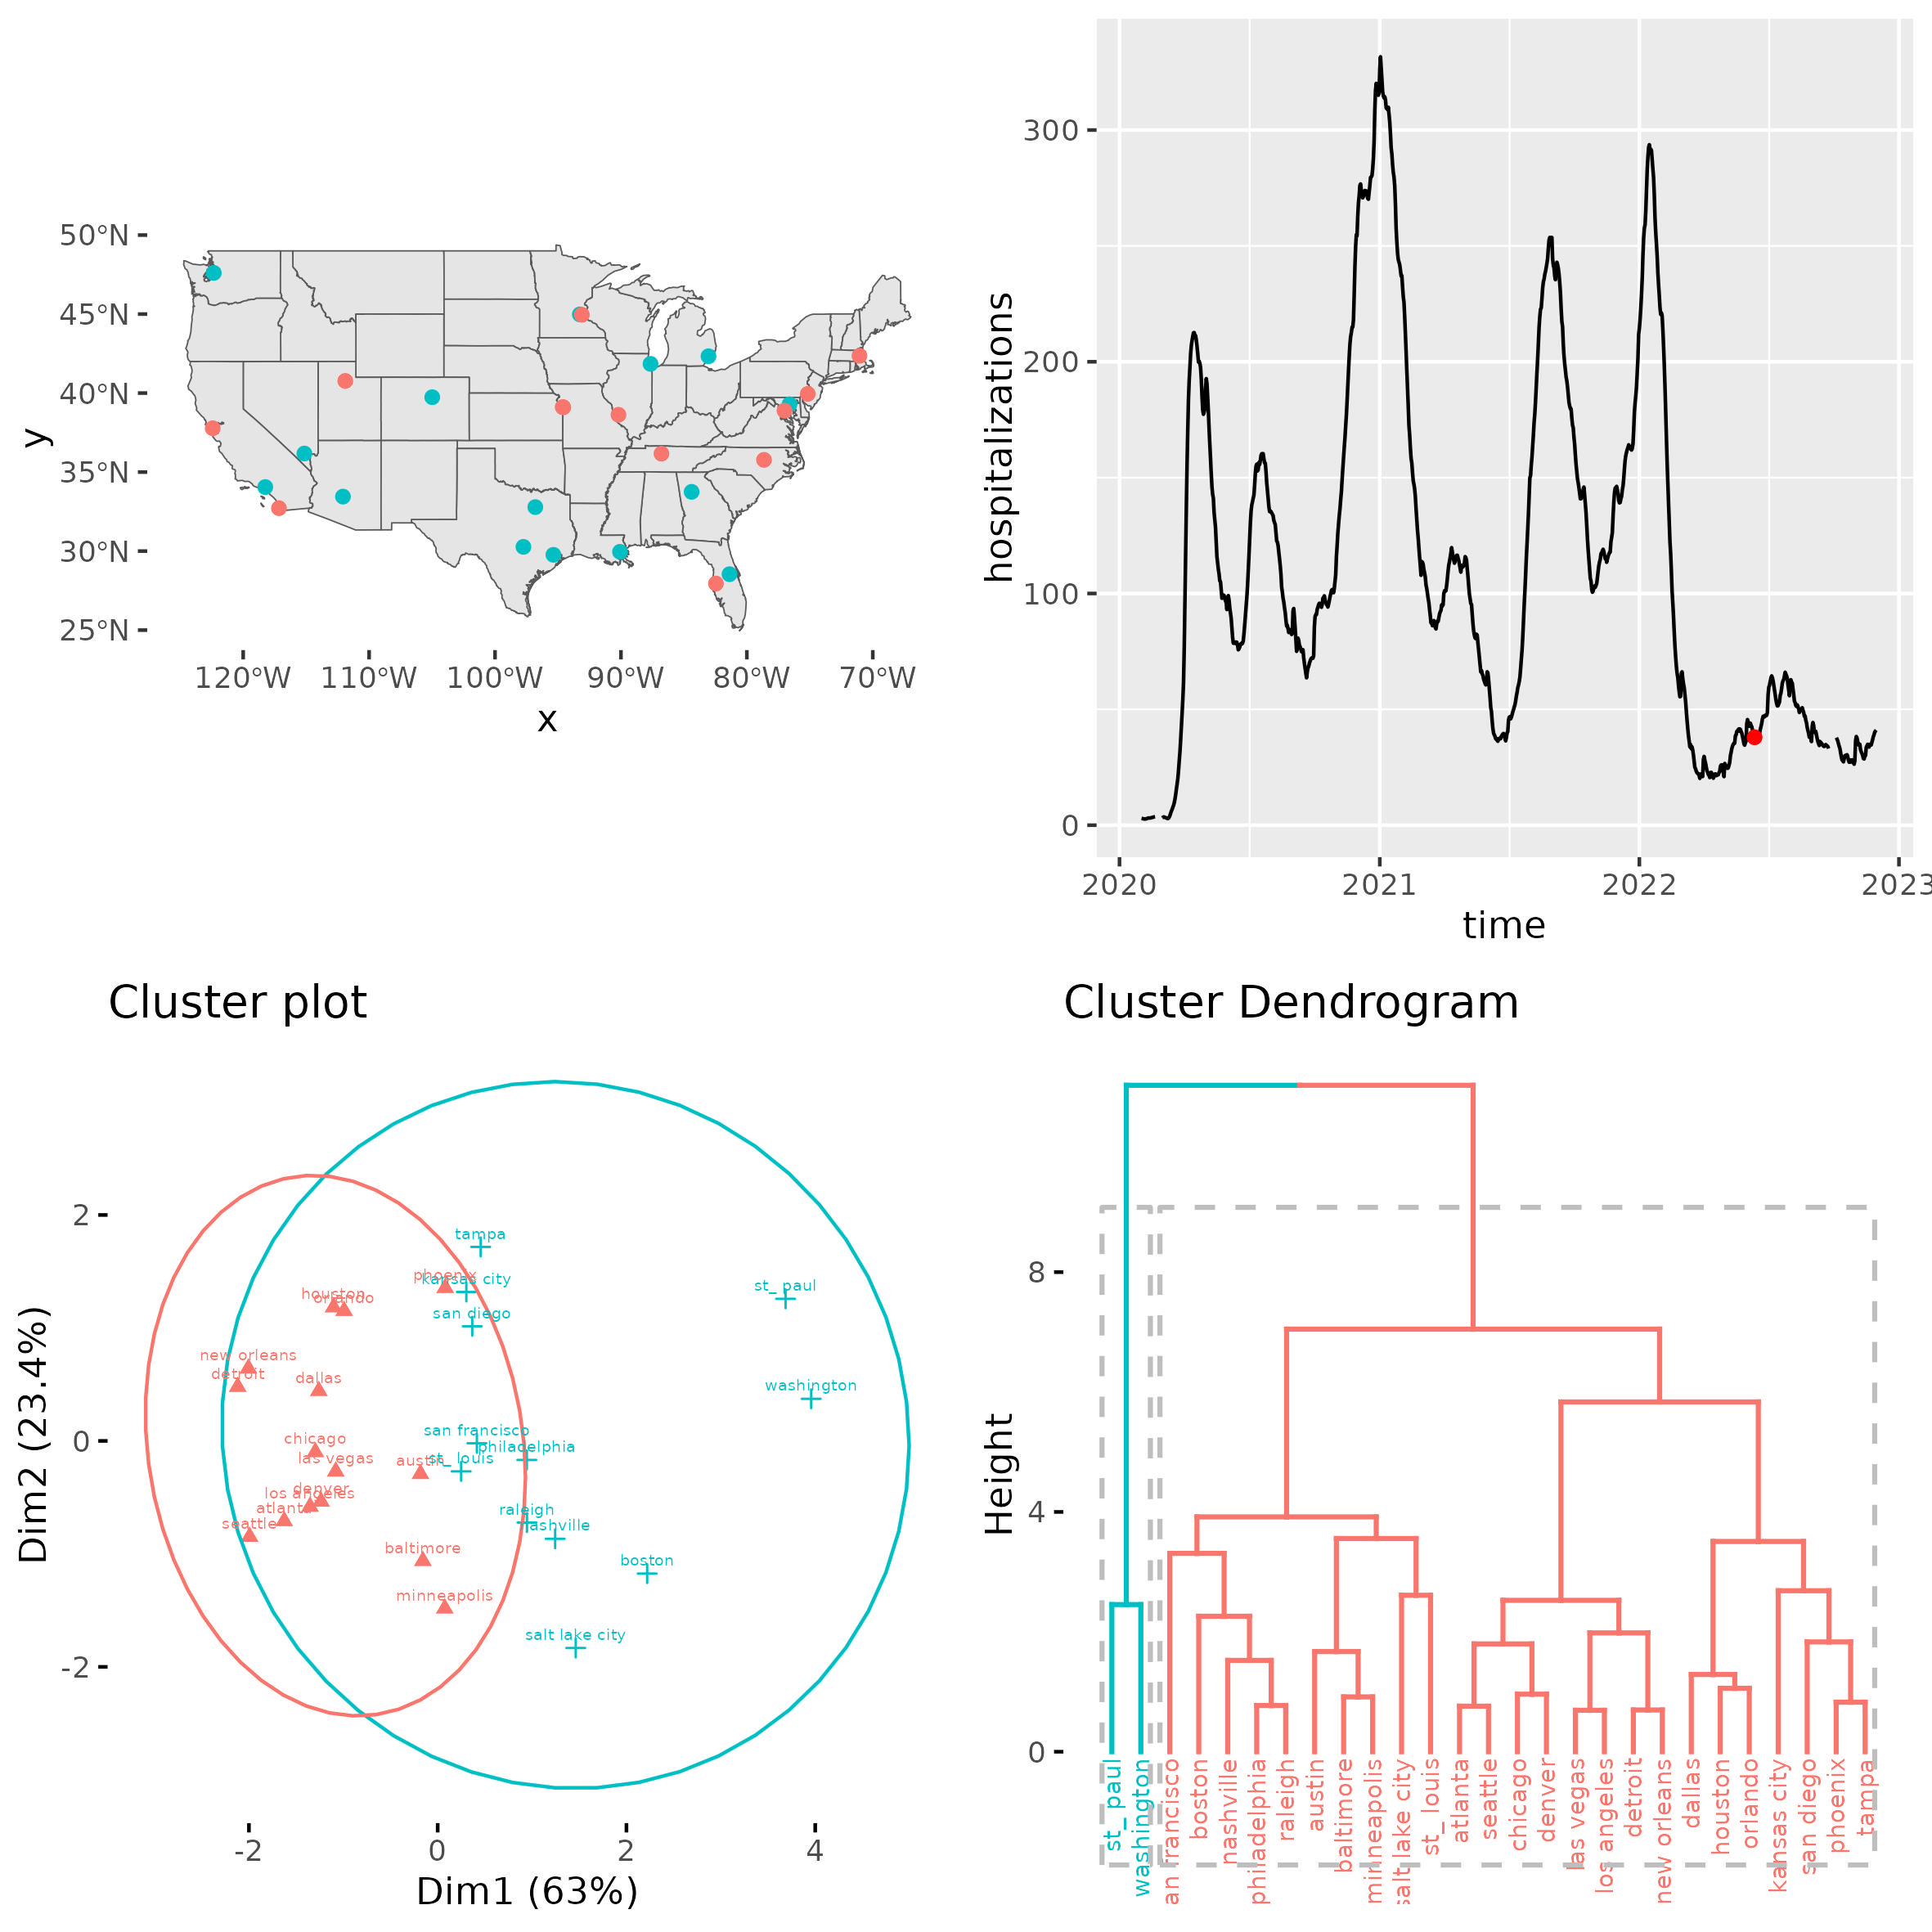 50°N
45°N
40°N
35°N
30°N
25°N
y
120°W 110°W 100°W 90°W 80°W 70°W
x
300
200
100
0
hospitalizations
2020 2021 2022 2023
time
Cluster plot
2
0
-2
Dim2 (23.4%)
tampa
phoenix
kansas city
houston
orlando
st_paul
san diego
new orleans
detroit
dallas
washington
san francisco
chicago
philadelphia
las vegas
austin
st_louis
denver
los angeles
atlanta
seattle
raleigh
nashville
baltimore
boston
minneapolis
salt lake city
-2 0 2 4
Dim1 (63%)
Cluster Dendrogram
8
4
0
Height
st_paul
washington
an francisco
boston
nashville
philadelphia
raleigh
austin
baltimore
minneapolis
salt lake city
st_louis
atlanta
seattle
chicago
denver
las vegas
los angeles
detroit
new orleans
dallas
houston
orlando
kansas city
san diego
phoenix
tampa